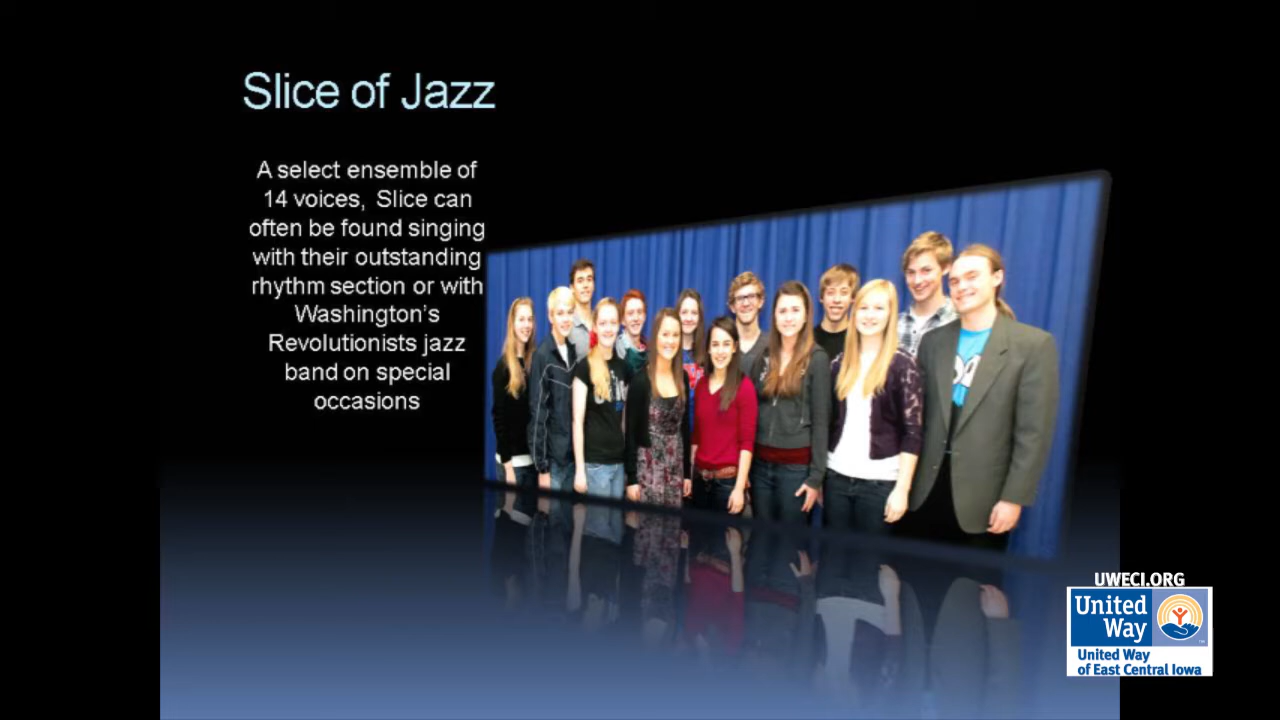 Slice of Jazz
A select ensemble of
14 voices,  Slice can
often be found singing
with their outstanding
rhythm section or with
Washington's
Revolutionists jazz
band on special
occasions
UWECI.ORG
United
Way
United Way
of East Central Iowa